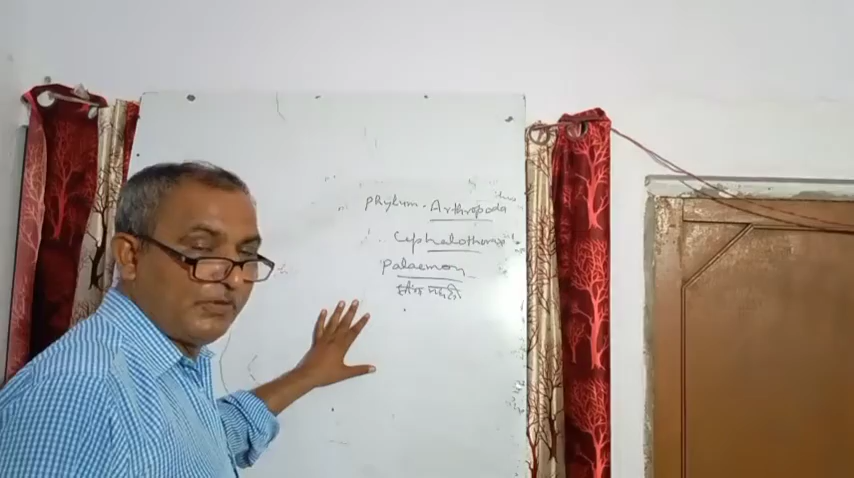 Phylum - Arthropoda
Cephalothorax
Palaemon
झींगा मछली